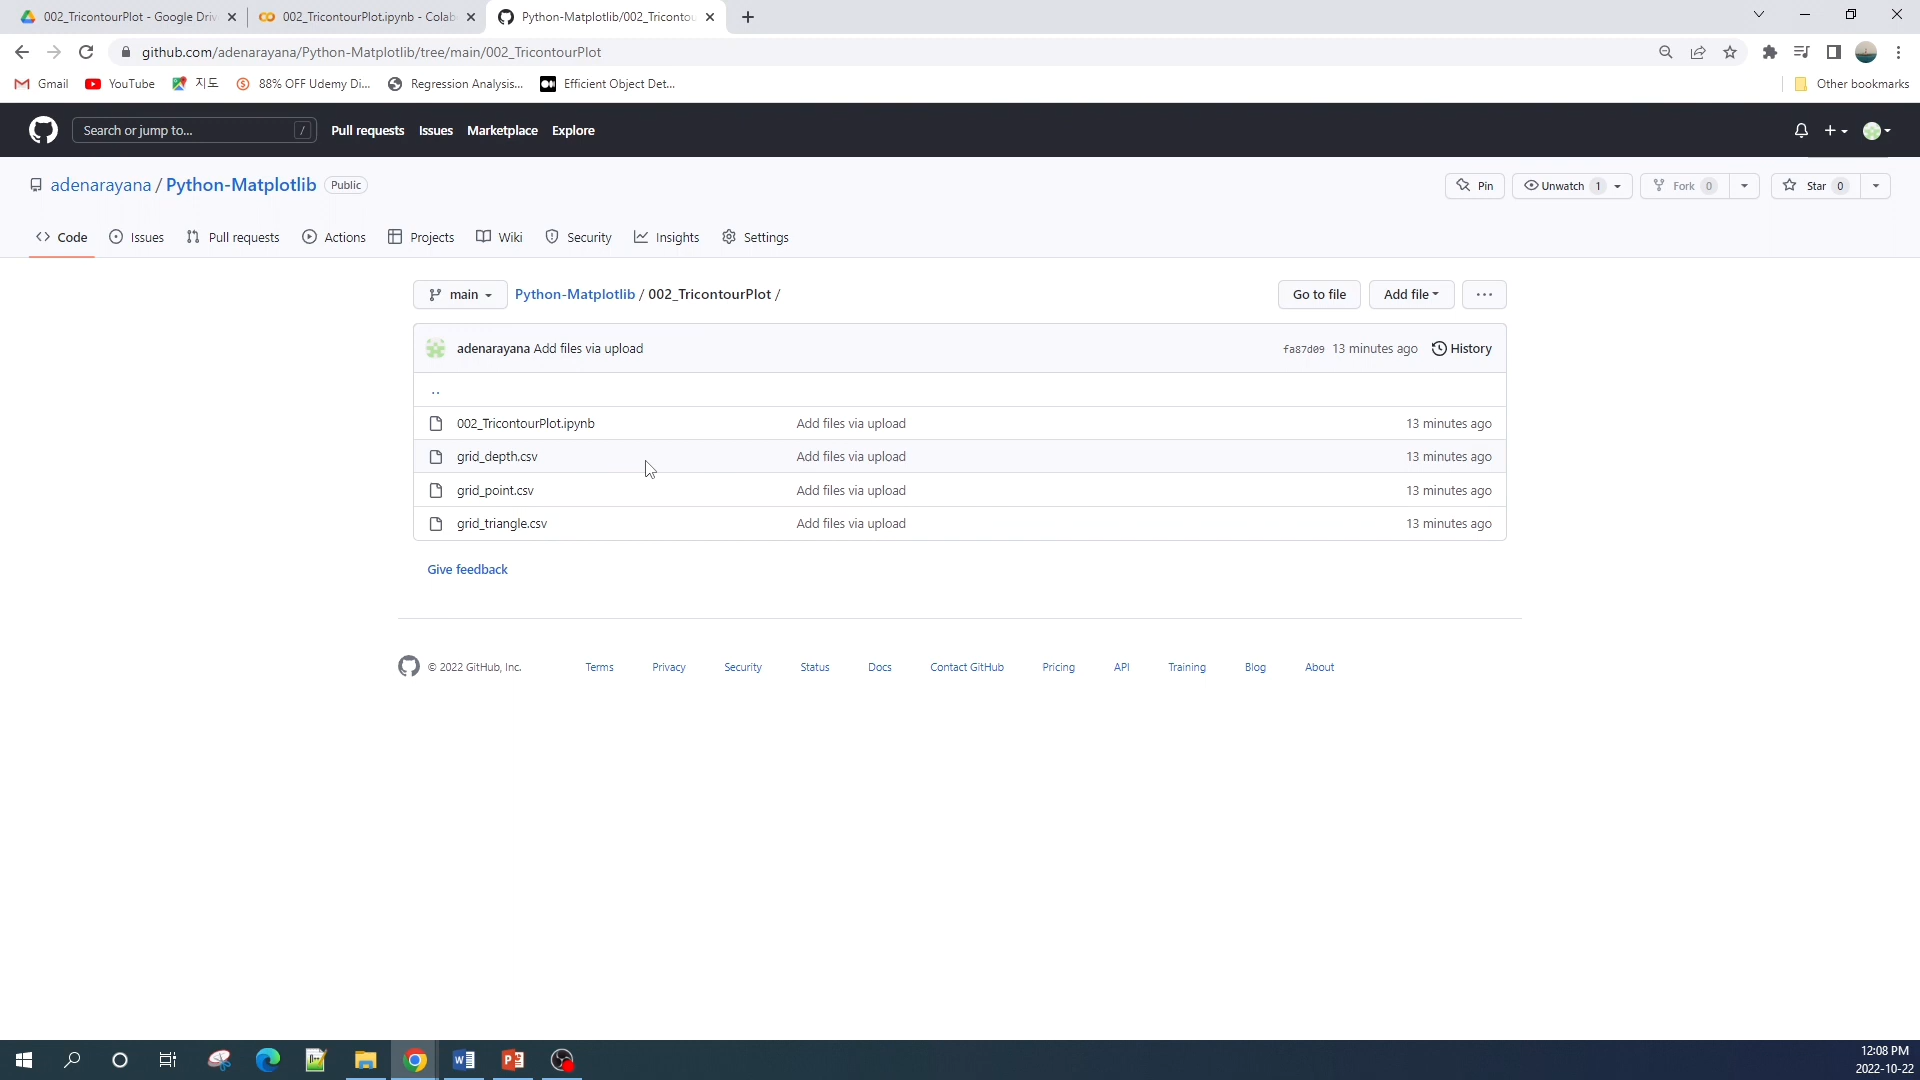 002_TricontourPlot - Google Driv
002_TricontourPlot.ipynb - Colab
Python-Matplotlib/002_Tricontou
github.com/adenarayana/Python-Matplotlib/tree/main/002_TricontourPlot
Gmail YouTube 지도 88% OFF Udemy Di... Regression Analysis... Efficient Object Det... Other bookmarks
Search or jump to... / Pull requests Issues Marketplace Explore
adenarayana / Python-Matplotlib Public Pin Unwatch 1 Fork 0 Star 0
Code Issues Pull requests Actions Projects Wiki Security Insights Settings
main Python-Matplotlib / 002_TricontourPlot / Go to file Add file ...
adenarayana Add files via upload fa87d09 13 minutes ago History
..
002_TricontourPlot.ipynb Add files via upload 13 minutes ago
grid_depth.csv Add files via upload 13 minutes ago
grid_point.csv Add files via upload 13 minutes ago
grid_triangle.csv Add files via upload 13 minutes ago
Give feedback
© 2022 GitHub, Inc. Terms Privacy Security Status Docs Contact GitHub Pricing API Training Blog About
12:08 PM
2022-10-22